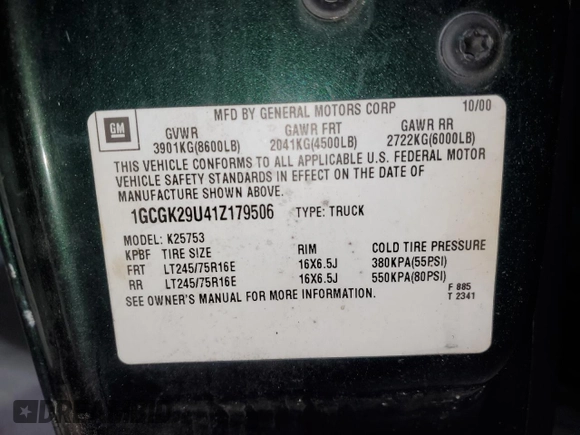 MFD BY GENERAL MOTORS CORP 10/00
GM
GVWR GAWR FRT GAWR RR
3901KG(8600LB) 2041KG(4500LB) 2722KG(6000LB)
THIS VEHICLE CONFORMS TO ALL APPLICABLE U.S. FEDERAL MOTOR
VEHICLE SAFETY STANDARDS IN EFFECT ON THE DATE OF
MANUFACTURE SHOWN ABOVE.
1GCGK29U41Z179506 TYPE: TRUCK
MODEL: K25753
KPBF TIRE SIZE RIM COLD TIRE PRESSURE
FRT LT245/75R16E 16X6.5J 380KPA(55PSI)
RR LT245/75R16E 16X6.5J 550KPA(80PSI)
SEE OWNER'S MANUAL FOR MORE INFORMATION.
F 885
T 2341